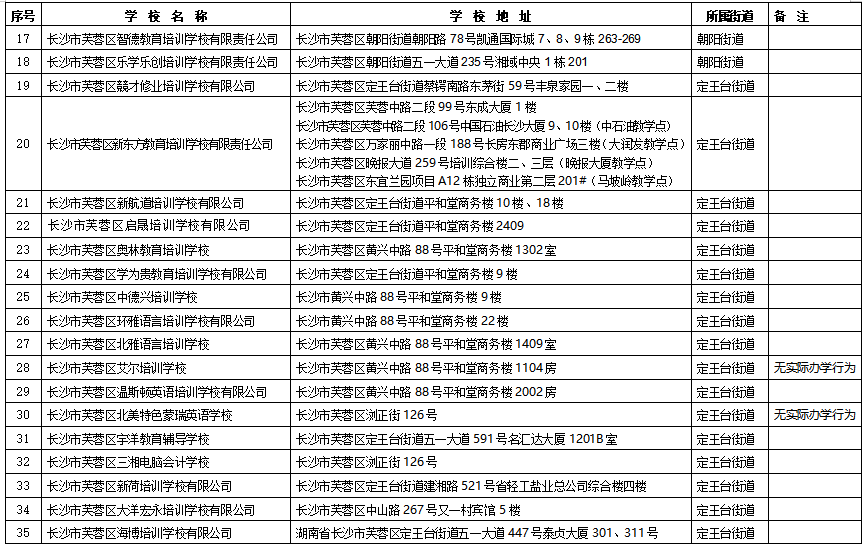 序号 学校名称 学校地址 所属街道 备注
17 长沙市芙蓉区智德教育培训学校有限责任公司 长沙市芙蓉区朝阳街道朝阳路78号凯通国际城7、8、9栋263-269 朝阳街道
18 长沙市芙蓉区乐学乐创培训学校有限责任公司 长沙市芙蓉区朝阳街道五一大道235号湘域中央1栋201 朝阳街道
19 长沙市芙蓉区兢才修业培训学校有限公司 长沙市芙蓉区定王台街道蔡锷南路东茅街59号丰泉家园一、二楼 定王台街道
长沙市芙蓉区芙蓉中路二段99号东成大厦1楼
长沙市芙蓉区芙蓉中路二段106号中国石油长沙大厦9、10楼（中石油教学点）
20 长沙市芙蓉区新东方教育培训学校有限责任公司 长沙市芙蓉区万家丽中路一段188号长房东郡商业广场三楼（大润发教学点） 定王台街道
长沙市芙蓉区晚报大道259号培训综合楼二、三层（晚报大厦教学点）
长沙市芙蓉区东宜兰园项目A12栋独立商业第二层201#（马坡岭教学点）
21 长沙市芙蓉区新航道培训学校有限公司 长沙市芙蓉区定王台街道平和堂商务楼10楼、18楼 定王台街道
22 长沙市芙蓉区启晟培训学校有限公司 长沙市芙蓉区定王台街道平和堂商务楼2409 定王台街道
23 长沙市芙蓉区奥林教育培训学校 长沙市芙蓉区黄兴中路88号平和堂商务楼1302室 定王台街道
24 长沙市芙蓉区学为贵教育培训学校有限公司 长沙市芙蓉区定王台街道平和堂商务楼9楼 定王台街道
25 长沙市芙蓉区中德兴培训学校 长沙市黄兴中路88号平和堂商务楼9楼 定王台街道
26 长沙市芙蓉区环雅语言培训学校有限公司 长沙市黄兴中路88号平和堂商务楼22楼 定王台街道
27 长沙市芙蓉区北雅语言培训学校 长沙市芙蓉区黄兴中路88号平和堂商务楼1409室 定王台街道
28 长沙市芙蓉区艾尔培训学校 长沙市芙蓉区黄兴中路88号平和堂商务楼1104房 定王台街道 无实际办学行为
29 长沙市芙蓉区温斯顿英语培训学校有限公司 长沙市芙蓉区黄兴中路88号平和堂商务楼2002房 定王台街道
30 长沙市芙蓉区北美特色蒙瑞英语学校 长沙市芙蓉区浏正街126号 定王台街道 无实际办学行为
31 长沙市芙蓉区宇洋教育辅导学校 长沙市芙蓉区定王台街道五一大道591号名汇达大厦1201B室 定王台街道
32 长沙市芙蓉区三湘电脑会计学校 长沙市芙蓉区浏正街126号 定王台街道
33 长沙市芙蓉区新荷培训学校有限公司 长沙市芙蓉区定王台街道建湘路521号省轻工盐业总公司综合楼四楼 定王台街道
34 长沙市芙蓉区大洋宏永培训学校有限公司 长沙市芙蓉区中山路267号又一村宾馆5楼 定王台街道
35 长沙市芙蓉区海博培训学校有限公司 湖南省长沙市芙蓉区定王台街道五一大道447号泰贞大厦301、311号 定王台街道